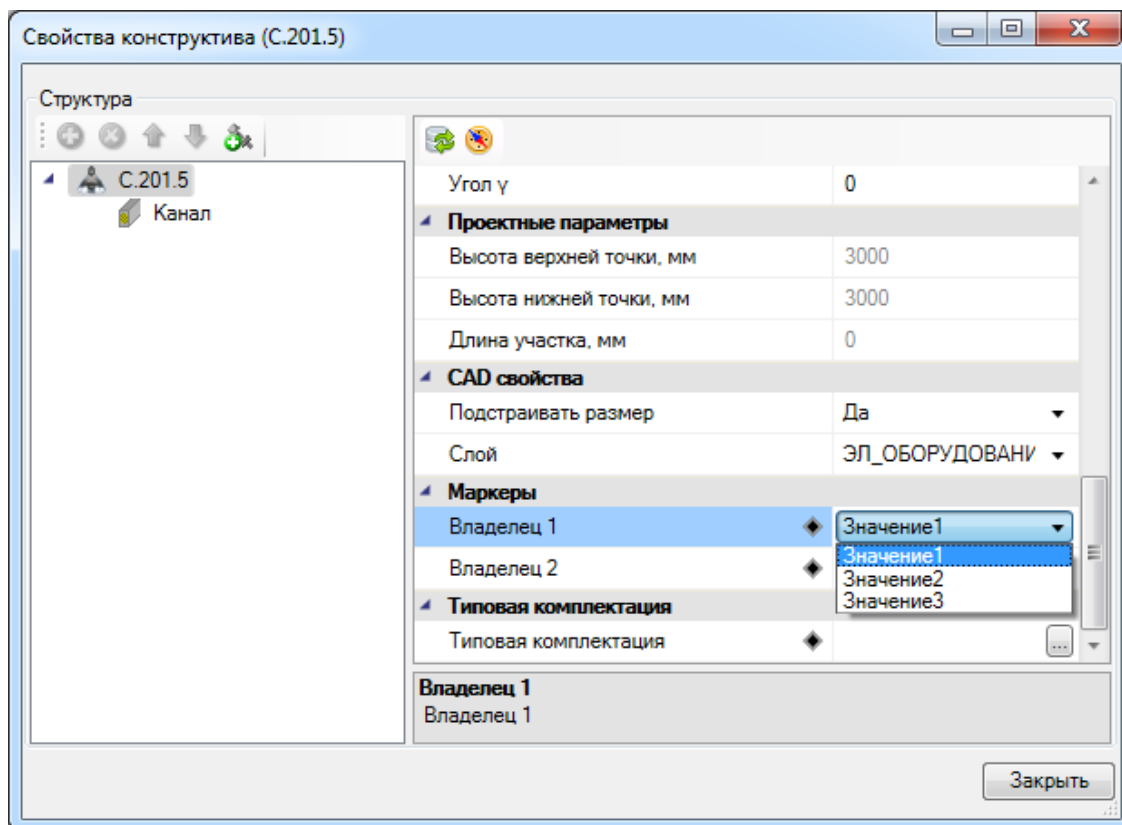 Свойства конструктива (С.201.5)
Структура
С.201.5
Канал
Угол γ 0
Проектные параметры
Высота верхней точки, мм 3000
Высота нижней точки, мм 3000
Длина участка, мм 0
CAD свойства
Подстраивать размер Да
Слой ЭЛ_ОБОРУДОВАНИ
Маркеры
Владелец 1 Значение1
Значение1
Владелец 2
Значение2
Значение3
Типовая комплектация
Типовая комплектация ...
Владелец 1
Владелец 1
Закрыть